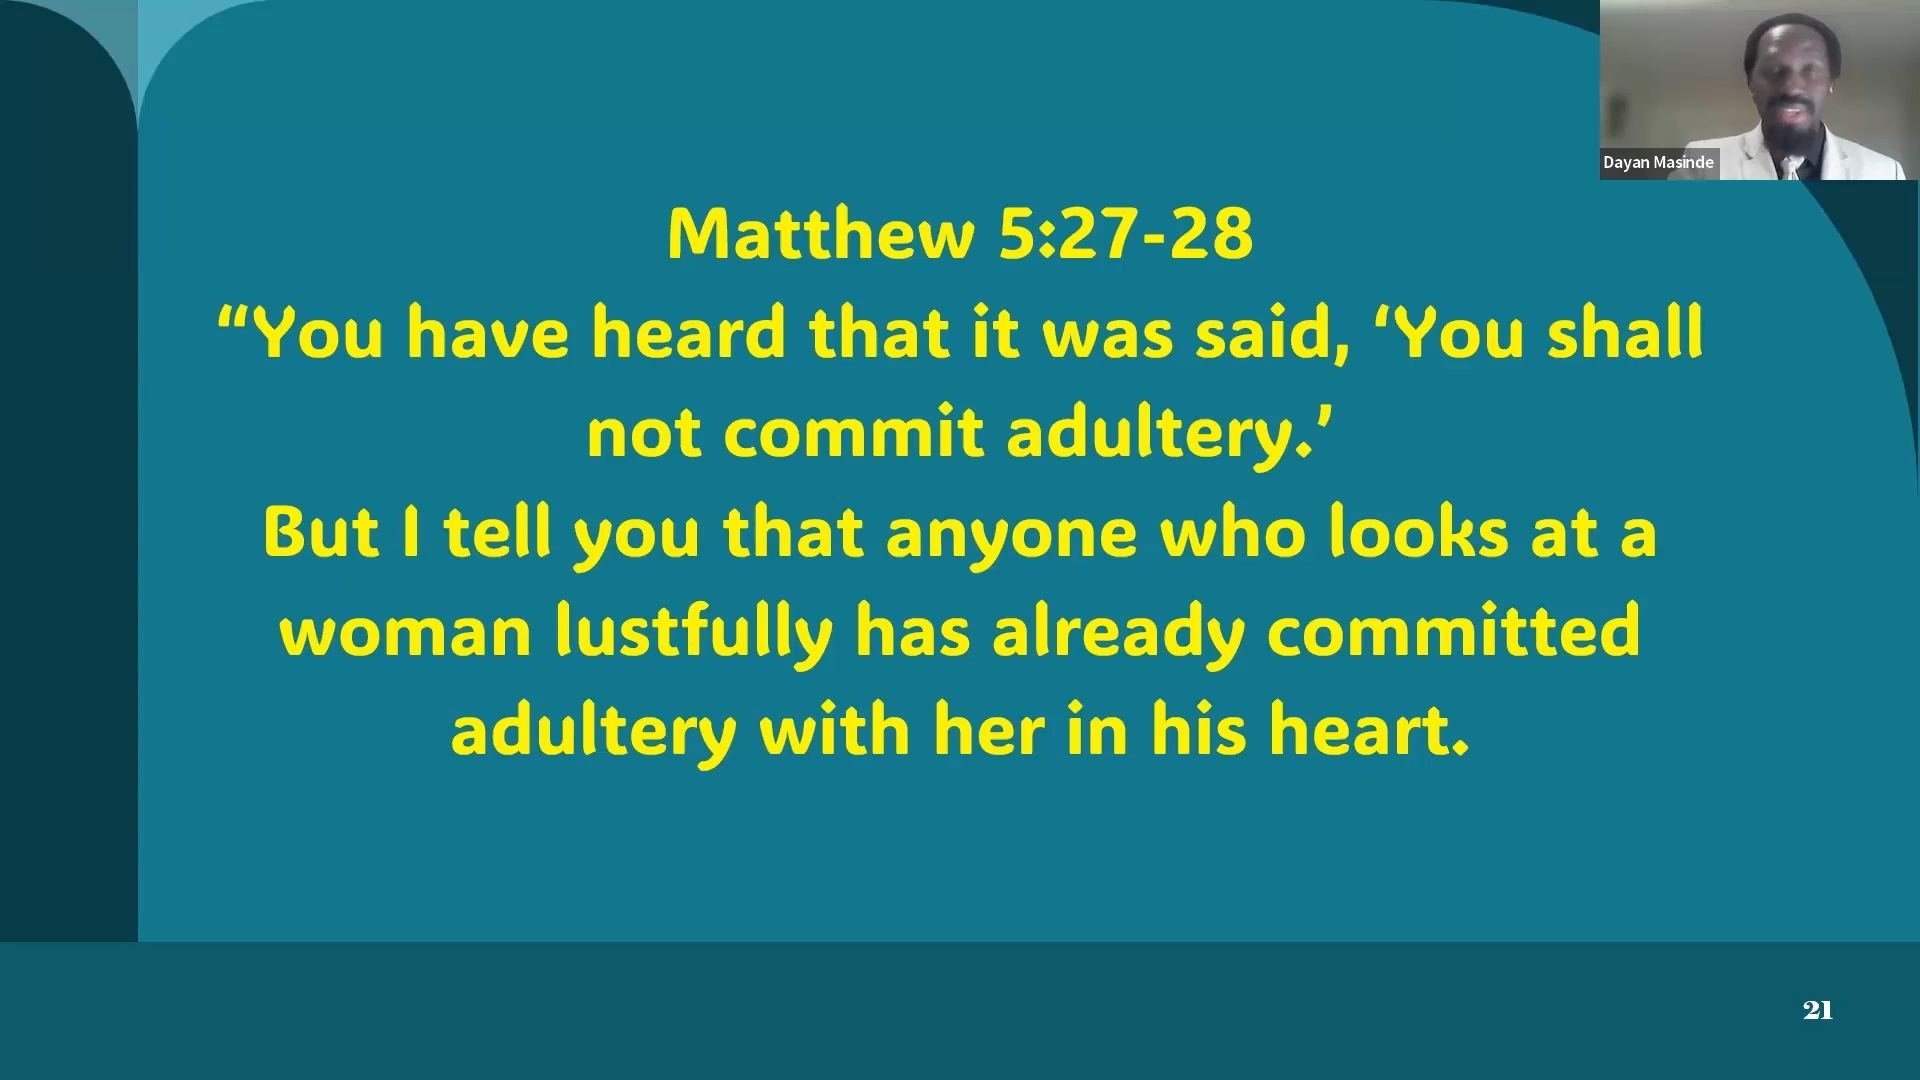 Dayan Masinde
Matthew 5:27-28
“You have heard that it was said, ‘You shall
not commit adultery.’
But I tell you that anyone who looks at a
woman lustfully has already committed
adultery with her in his heart.
21